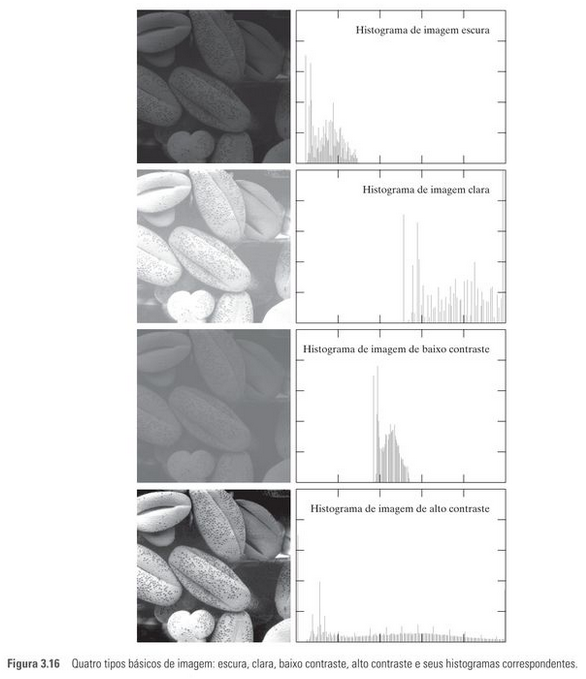 Histograma de imagem escura
Histograma de imagem clara
Histograma de imagem de baixo contraste
Histograma de imagem de alto contraste
Figura 3.16 Quatro tipos básicos de imagem: escura, clara, baixo contraste, alto contraste e seus histogramas correspondentes.